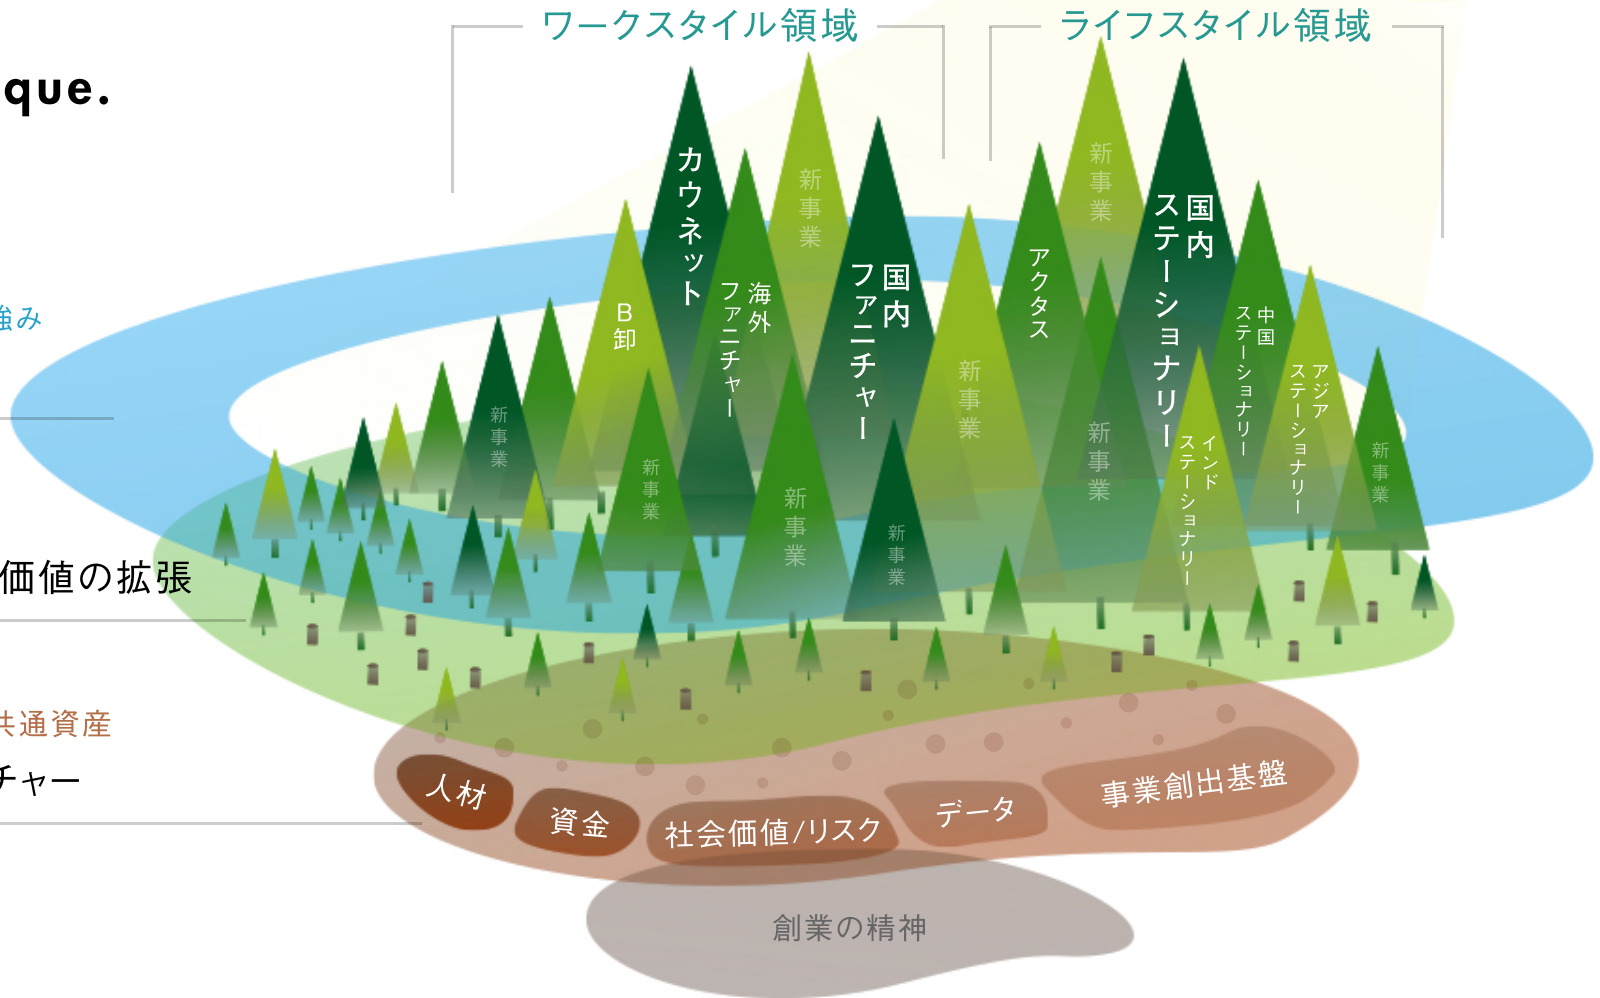 ワークスタイル領域
ライフスタイル領域
que.
強み
価値の拡張
共通資産
チャー
カウネット
新事業
B卸
海外
ファニチャー
国内
ファニチャー
新事業
アクタス
新事業
国内
ステーショナリー
中国
ステーショナリー
アジア
ステーショナリー
インド
ステーショナリー
新事業
新事業
新事業
新事業
新事業
新事業
人材
資金
社会価値/リスク
データ
事業創出基盤
創業の精神